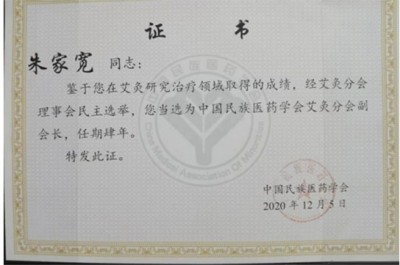 证 书
朱家宽 同志：
鉴于您在艾灸研究治疗领域取得的成绩，经艾灸分会
理事会民主选举，您当选为中国民族医药学会艾灸分会副
会长，任期肆年。
特发此证。
中国民族医药学会
2020 年 12 月 5 日